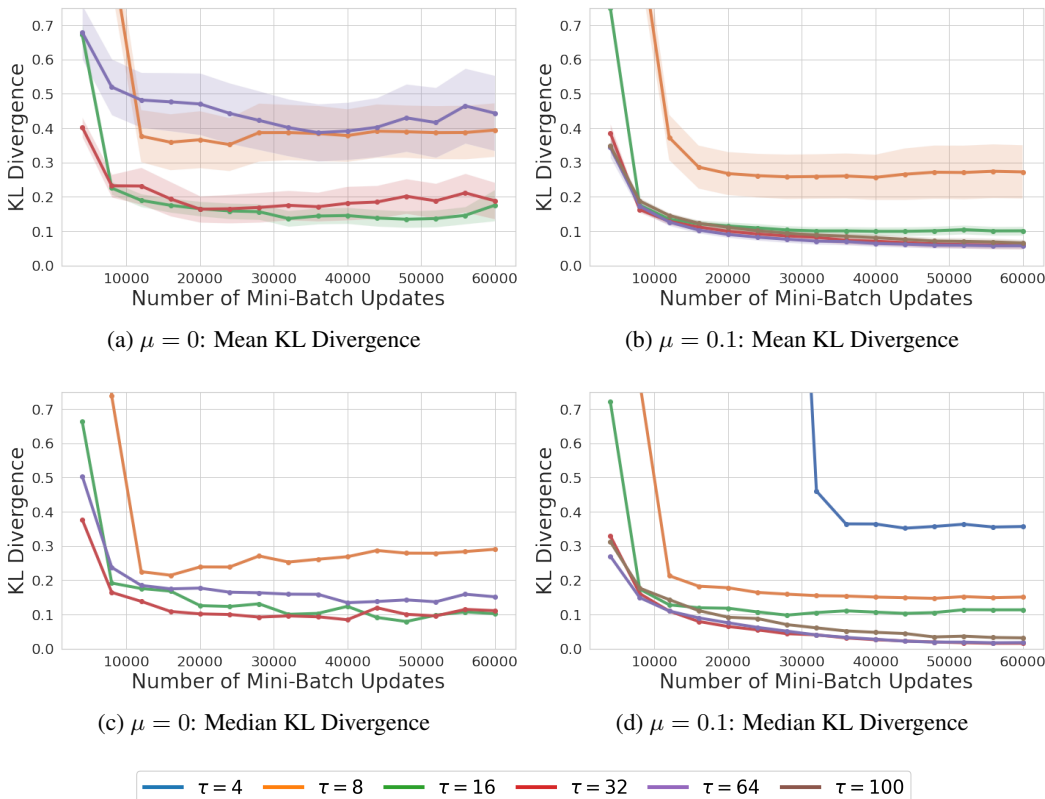 0.7
0.6
0.5
0.4
0.3
0.2
0.1
0.0
KL Divergence
10000 20000 30000 40000 50000 60000
Number of Mini-Batch Updates
(a) μ = 0: Mean KL Divergence
0.7
0.6
0.5
0.4
0.3
0.2
0.1
0.0
KL Divergence
10000 20000 30000 40000 50000 60000
Number of Mini-Batch Updates
(b) μ = 0.1: Mean KL Divergence
0.7
0.6
0.5
0.4
0.3
0.2
0.1
0.0
KL Divergence
10000 20000 30000 40000 50000 60000
Number of Mini-Batch Updates
(c) μ = 0: Median KL Divergence
0.7
0.6
0.5
0.4
0.3
0.2
0.1
0.0
KL Divergence
10000 20000 30000 40000 50000 60000
Number of Mini-Batch Updates
(d) μ = 0.1: Median KL Divergence
τ = 4 τ = 8 τ = 16 τ = 32 τ = 64 τ = 100